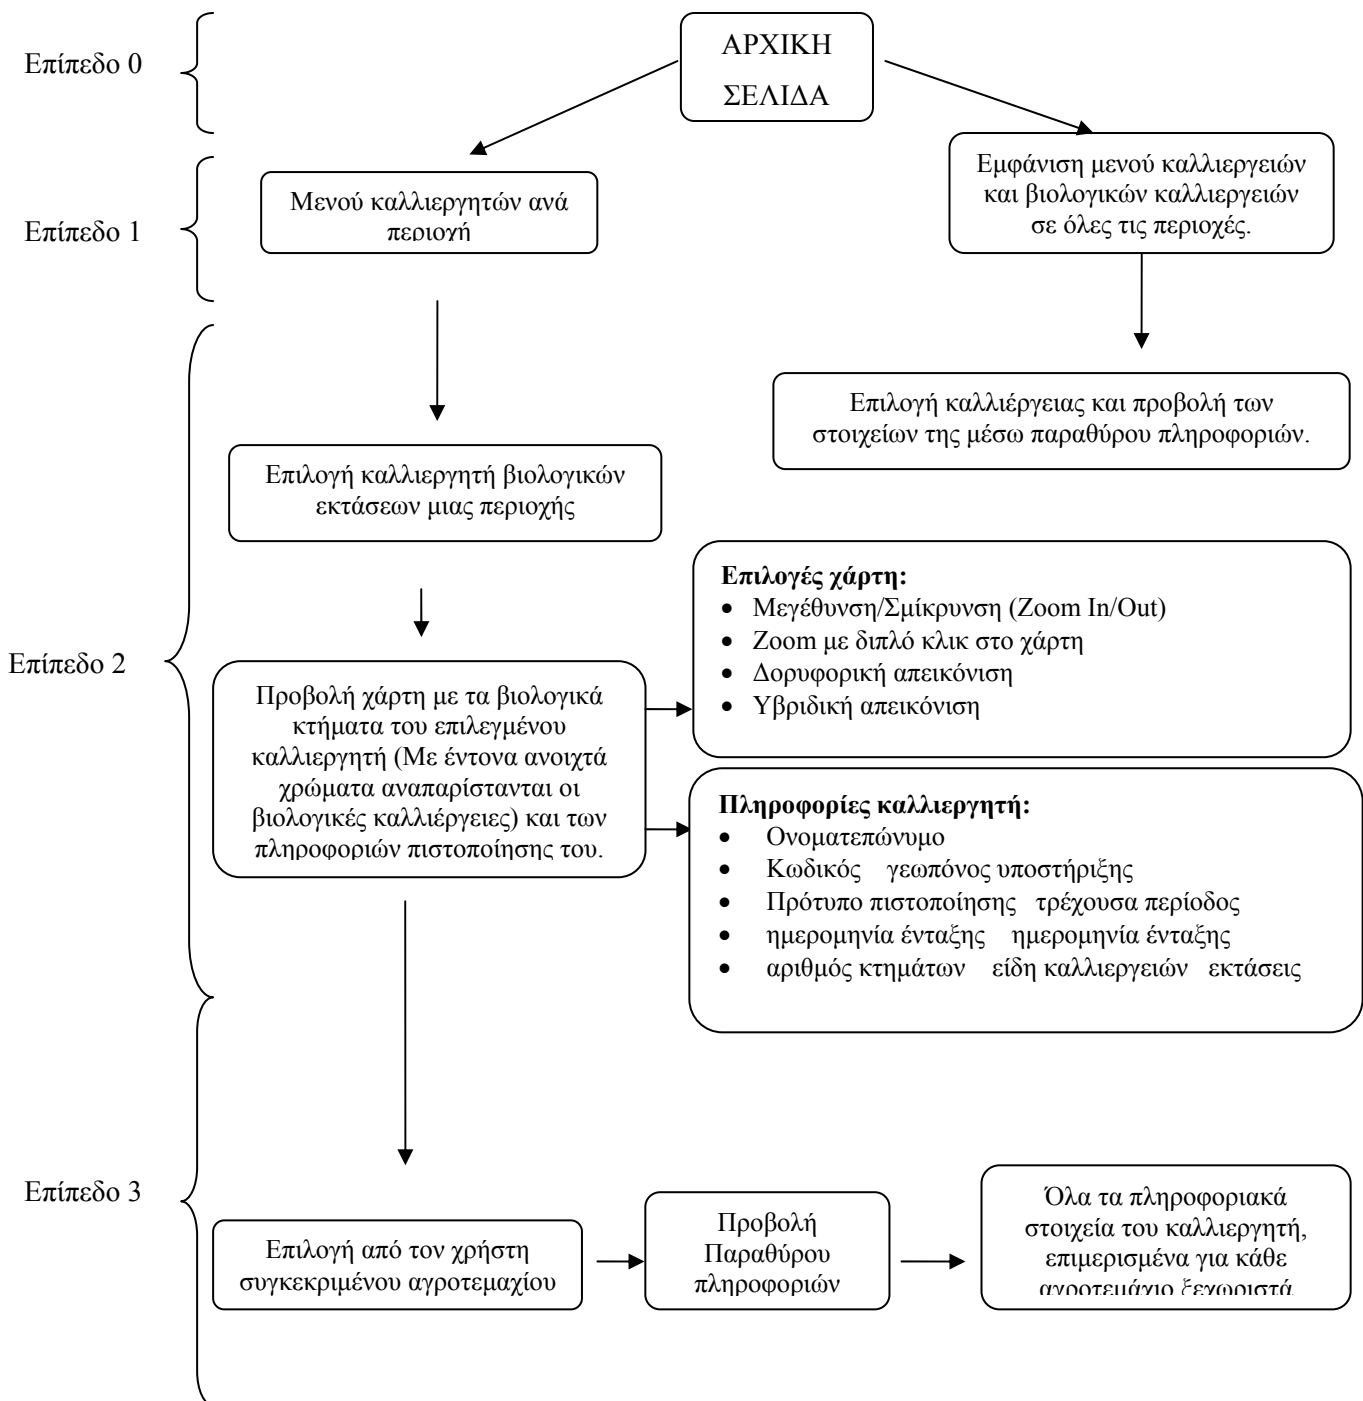 Επίπεδο 0
ΑΡΧΙΚΗ
ΣΕΛΙΔΑ
Επίπεδο 1
Μενού καλλιεργητών ανά
περιοχή
Εμφάνιση μενού καλλιεργειών
και βιολογικών καλλιεργειών
σε όλες τις περιοχές.
Επιλογή καλλιέργειας και προβολή των
στοιχείων της μέσω παραθύρου πληροφοριών.
Επιλογή καλλιεργητή βιολογικών
εκτάσεων μιας περιοχής
Επίπεδο 2
Προβολή χάρτη με τα βιολογικά
κτήματα του επιλεγμένου
καλλιεργητή (Με έντονα ανοιχτά
χρώματα αναπαρίστανται οι
βιολογικές καλλιέργειες) και των
πληροφοριών πιστοποίησης του.
Επιλογές χάρτη:
• Μεγέθυνση/Σμίκρυνση (Zoom In/Out)
• Zoom με διπλό κλικ στο χάρτη
• Δορυφορική απεικόνιση
• Υβριδική απεικόνιση
Πληροφορίες καλλιεργητή:
• Ονοματεπώνυμο
• Κωδικός γεωπόνος υποστήριξης
• Πρότυπο πιστοποίησης τρέχουσα περίοδος
• ημερομηνία ένταξης ημερομηνία ένταξης
• αριθμός κτημάτων είδη καλλιεργειών εκτάσεις
Επίπεδο 3
Επιλογή από τον χρήστη
συγκεκριμένου αγροτεμαχίου
Προβολή
Παραθύρου
πληροφοριών
Όλα τα πληροφοριακά
στοιχεία του καλλιεργητή,
επιμερισμένα για κάθε
αγροτεμάχιο ξεχωριστά